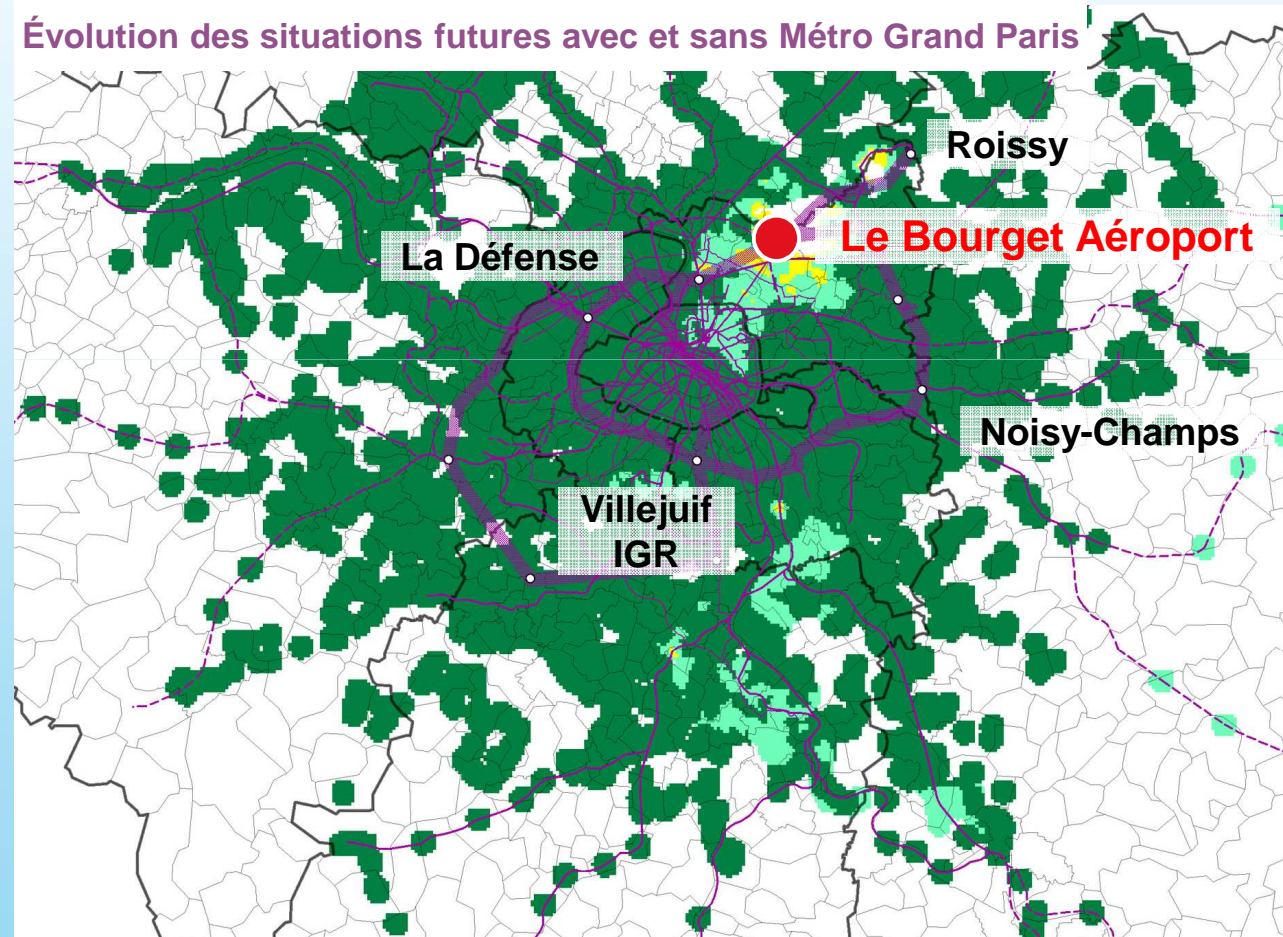 Évolution des situations futures avec et sans Métro Grand Paris
Roissy
Le Bourget Aéroport
La Défense
Noisy-Champs
Villejuif
IGR